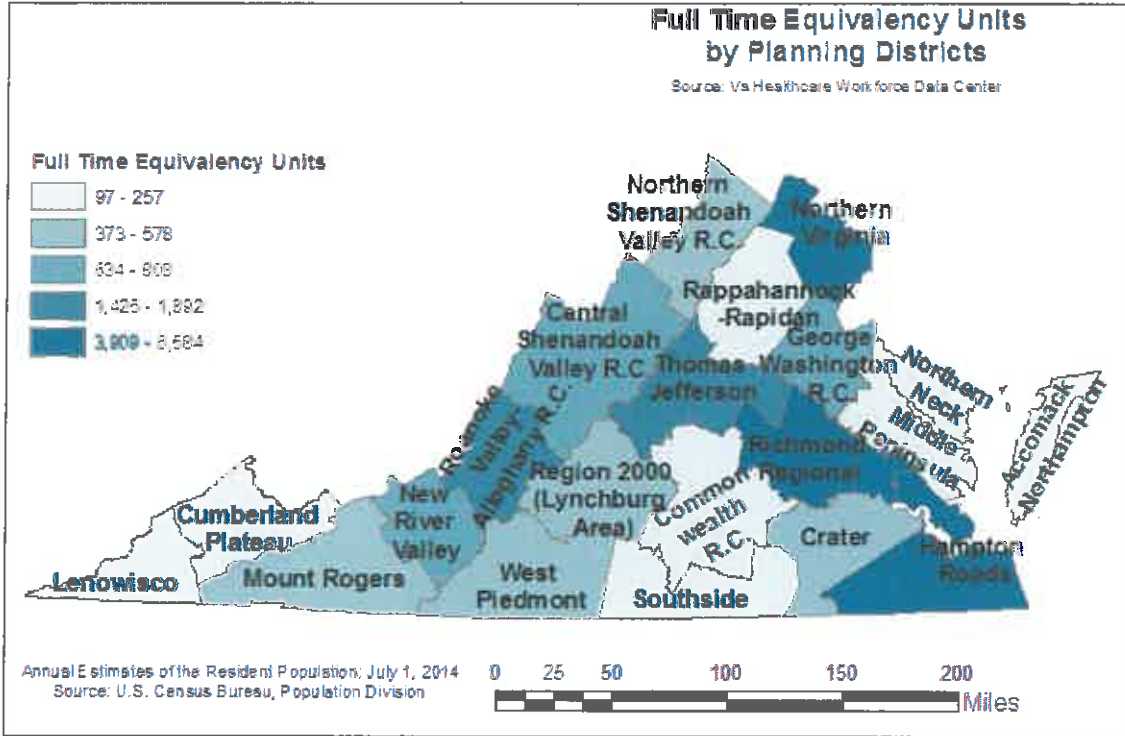 Full Time Equivalency Units
by Planning Districts
Source: Va Healthcare Workforce Data Center
Full Time Equivalency Units
97 - 257
373 - 578
1,892
3,909 -
Northern
Shenandoah
Valley R.C.
Northern
Virginia
Rappahannock
-Rapidan
Central
Shenandoah
Valley R.C.
George
Washington
R.C.
Thomas
Jefferson
Northern
Neck
Middle
Peninsula
Accomack
Northampton
Roanoke
Valley-
Alleghany R.C.
Richmond
Regional
Region 2000
(Lynchburg
Area)
Common
wealth
R.C.
New
River
Valley
Cumberland
Plateau
Crater
Hampton
Roads
Lenowisco
Mount Rogers
West
Piedmont
Southside
Annual Estimates of the Resident Population: July 1, 2014
Source: U.S. Census Bureau, Population Division
0 25 50 100 150 200
Miles